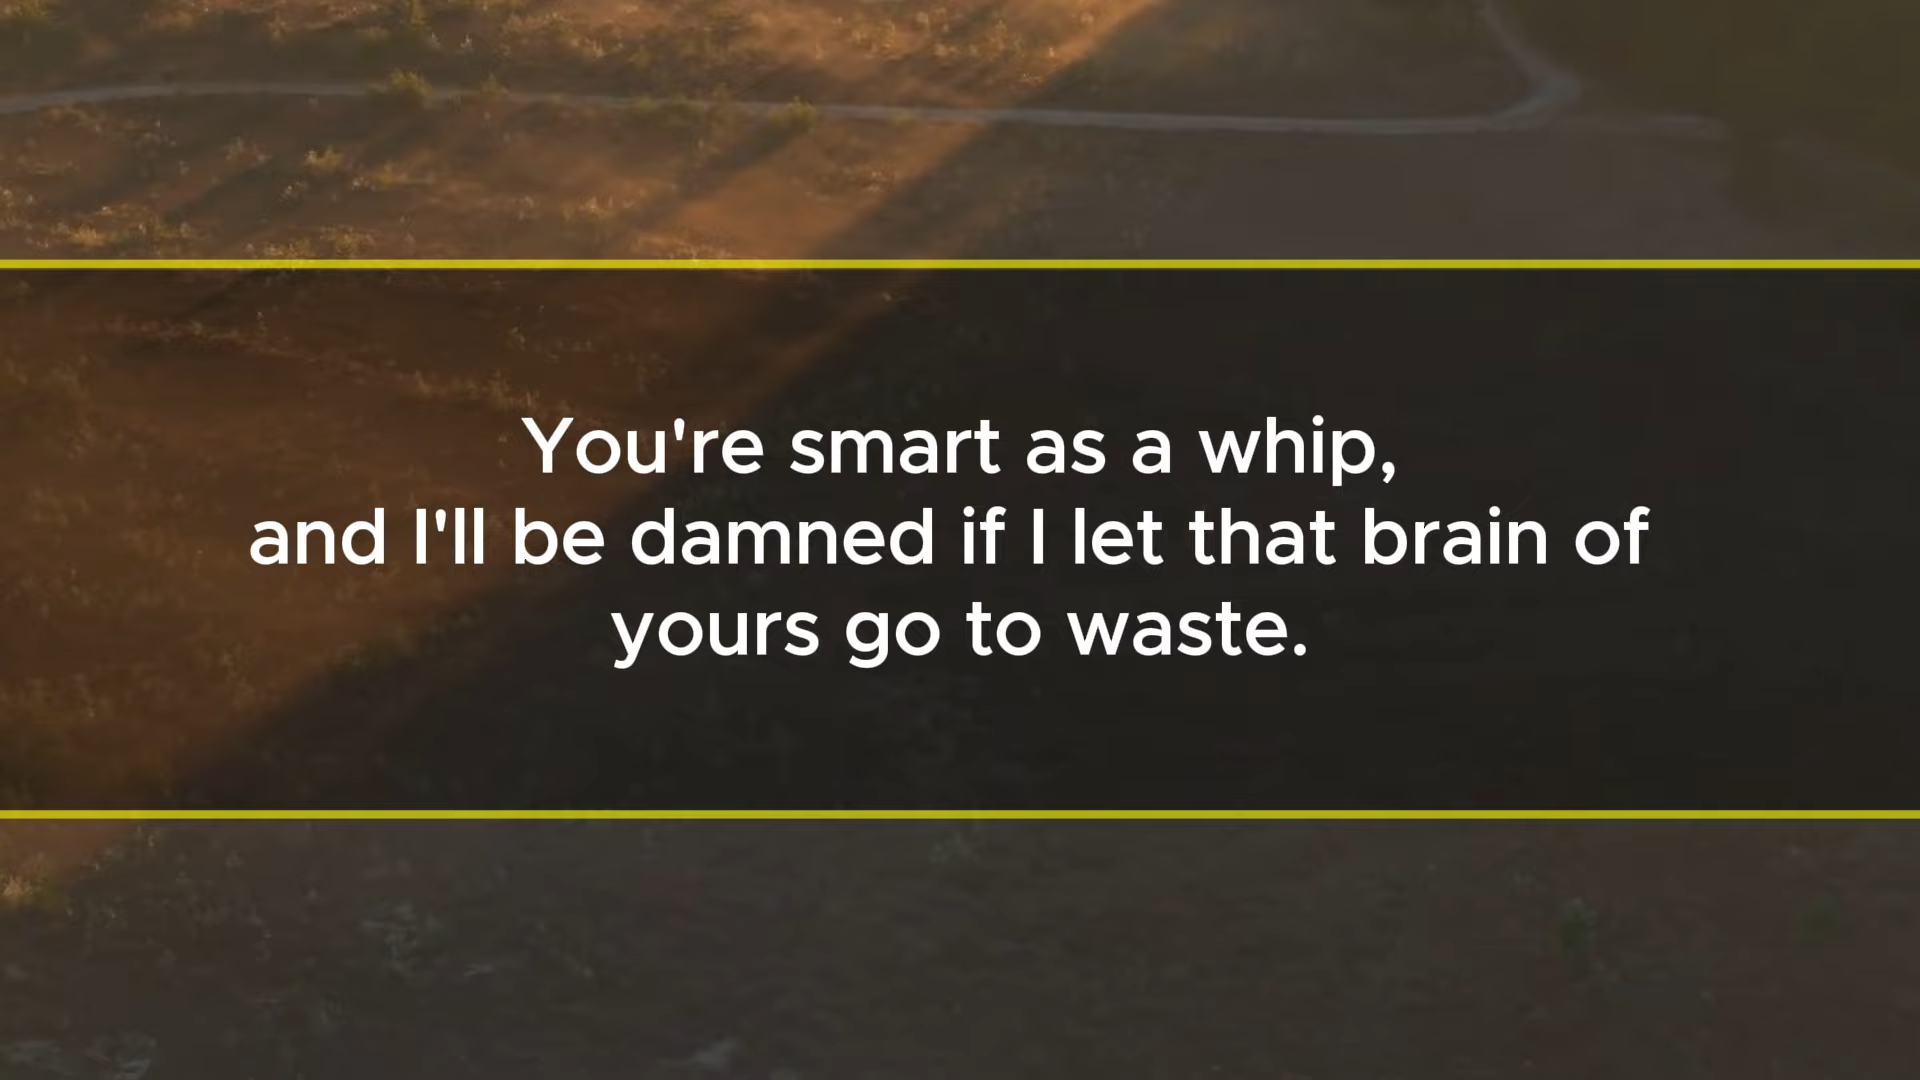 You're smart as a whip,
and I'll be damned if I let that brain of
yours go to waste.